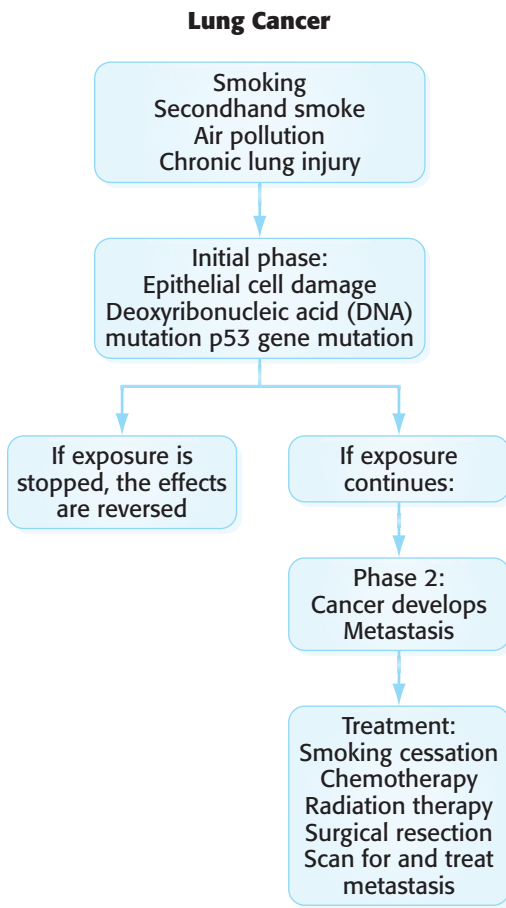 Lung Cancer
Smoking
Secondhand smoke
Air pollution
Chronic lung injury
Initial phase:
Epithelial cell damage
Deoxyribonucleic acid (DNA)
mutation p53 gene mutation
If exposure is
stopped, the effects
are reversed
If exposure
continues:
Phase 2:
Cancer develops
Metastasis
Treatment:
Smoking cessation
Chemotherapy
Radiation therapy
Surgical resection
Scan for and treat
metastasis